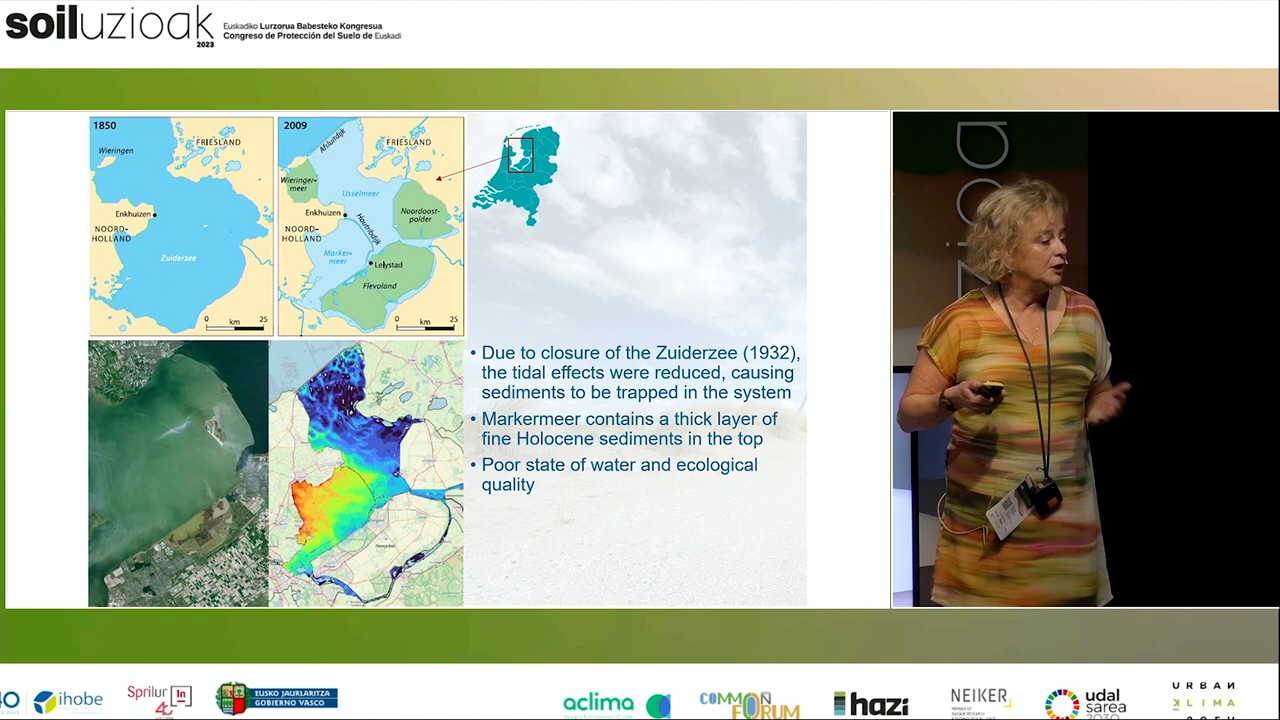 soiluzioak
2023
Euskadiko Lurzorua Babesteko Kongresua
Congreso de Protección del Suelo de Euskadi
1850
Wieringen
FRIESLAND
Enkhuizen
NOORD-
HOLLAND
Zuiderzee
0 25
km
2009
Afsluitdijk
FRIESLAND
Wieringer-
meer
IJsselmeer
Enkhuizen
Noordoost-
polder
NOORD-
HOLLAND
Houtribdijk
Marker-
meer
Lelystad
Flevoland
0 25
km
• Due to closure of the Zuiderzee (1932),
the tidal effects were reduced, causing
sediments to be trapped in the system
• Markermeer contains a thick layer of
fine Holocene sediments in the top
• Poor state of water and ecological
quality
ihobe
Sprilur
In
EUSKO JAURLARITZA
GOBIERNO VASCO
aclima
COMMON
FORUM
hazi
NEIKER
udal
sarea
2030
URBAN
KLIMA